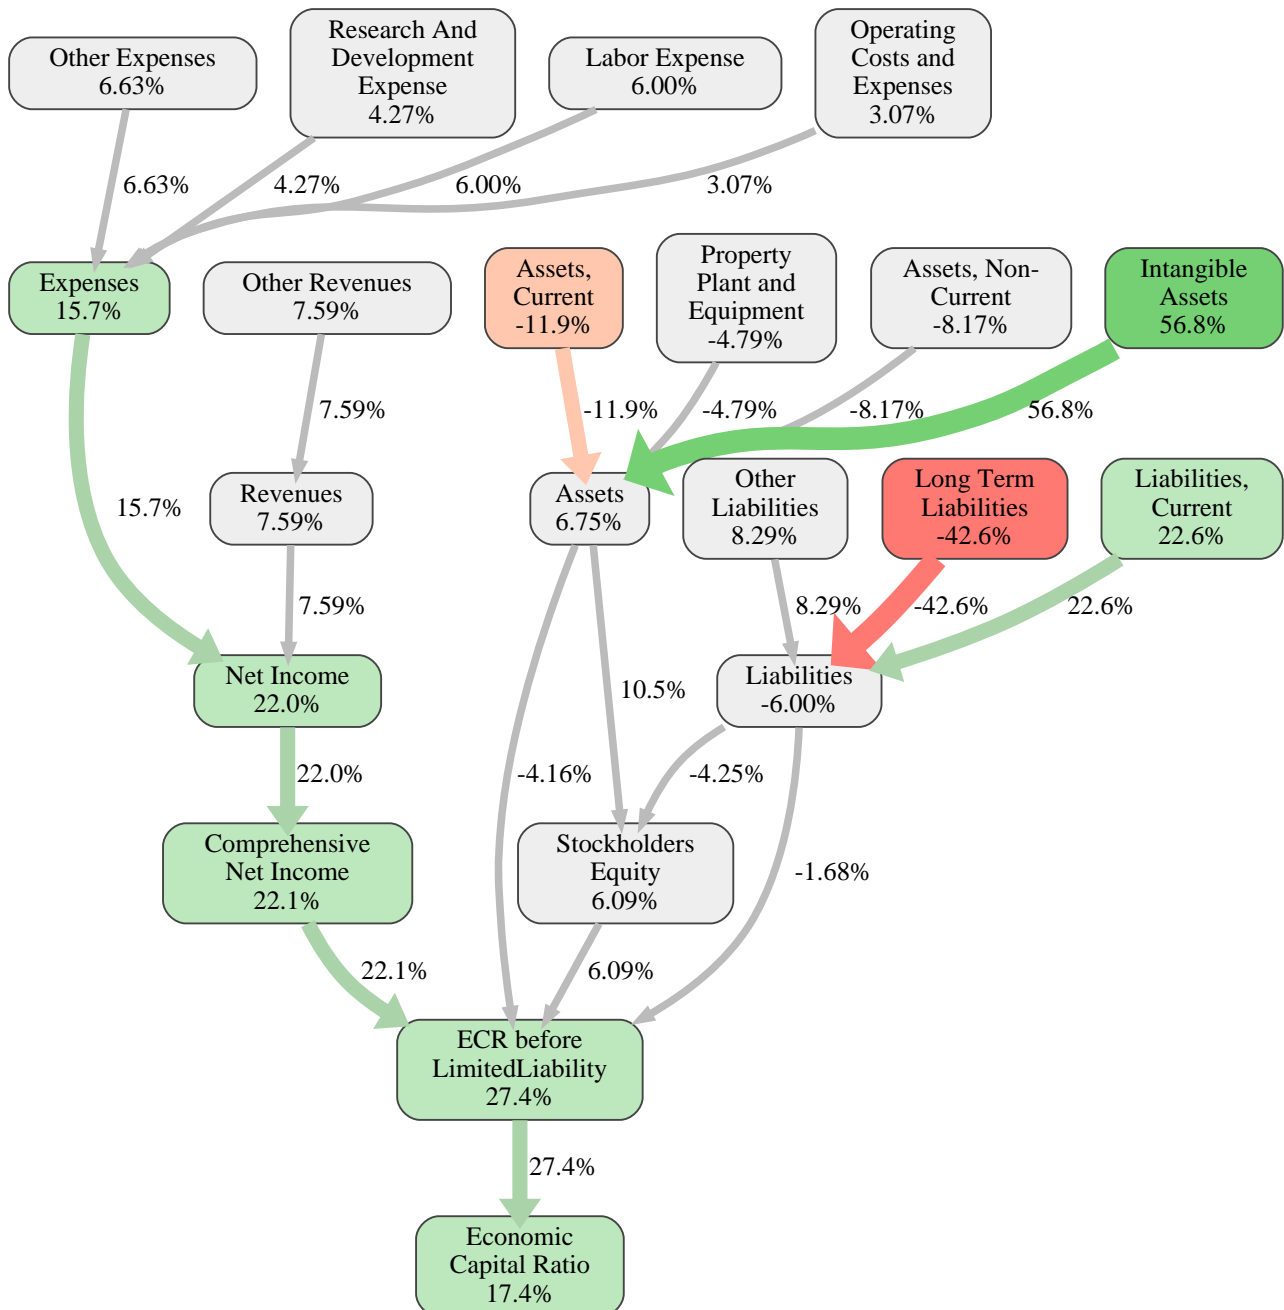 Other Expenses
6.63%
Research And
Development
Expense
4.27%
Labor Expense
6.00%
Operating
Costs and
Expenses
3.07%
6.63%
4.27%
6.00%
3.07%
Expenses
15.7%
Other Revenues
7.59%
Assets,
Current
-11.9%
Property
Plant and
Equipment
-4.79%
Assets, Non-
Current
-8.17%
Intangible
Assets
56.8%
7.59%
-11.9%
-4.79%
-8.17%
56.8%
15.7%
Revenues
7.59%
Assets
6.75%
Other
Liabilities
8.29%
Long Term
Liabilities
-42.6%
Liabilities,
Current
22.6%
7.59%
8.29%
-42.6%
22.6%
Net Income
22.0%
10.5%
Liabilities
-6.00%
22.0%
-4.16%
-4.25%
Comprehensive
Net Income
22.1%
Stockholders
Equity
6.09%
-1.68%
22.1%
6.09%
ECR before
LimitedLiability
27.4%
27.4%
Economic
Capital Ratio
17.4%